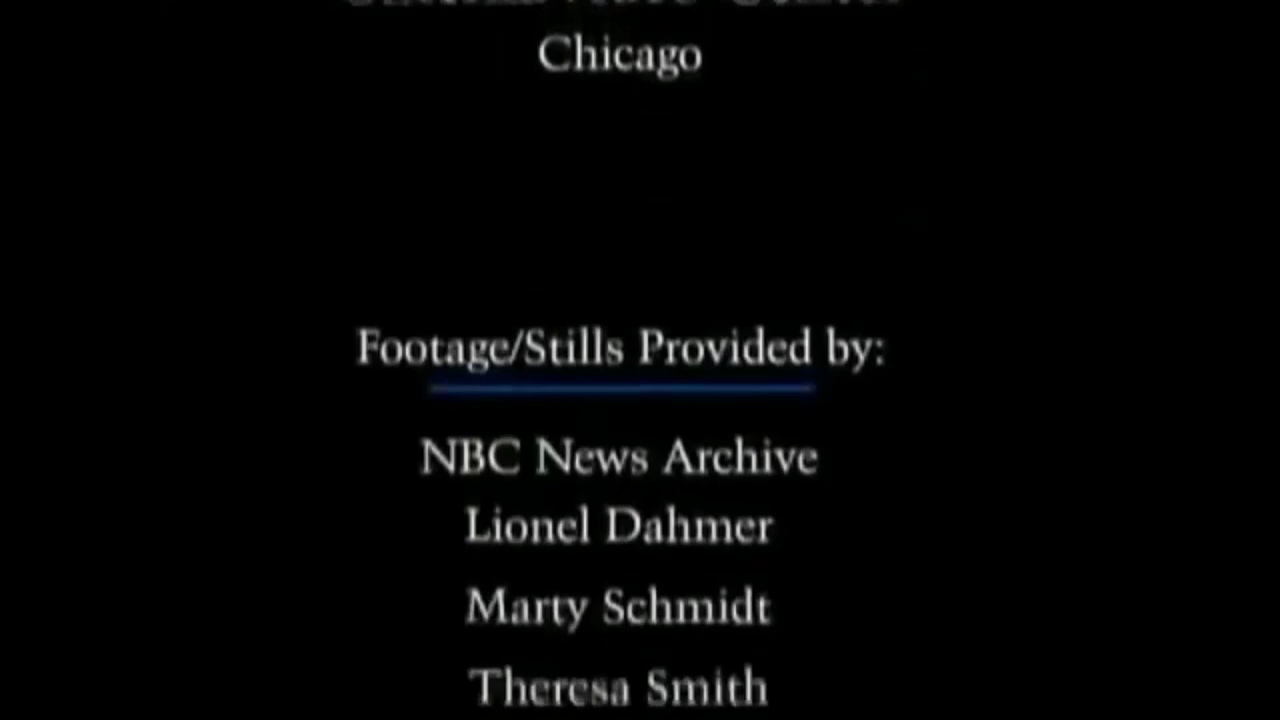 Chicago
Footage/Stills Provided by:
NBC News Archive
Lionel Dahmer
Marty Schmidt
Theresa Smith